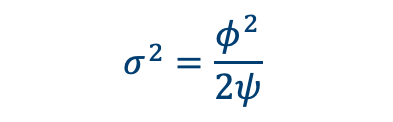 σ² = ϕ² / 2ψ